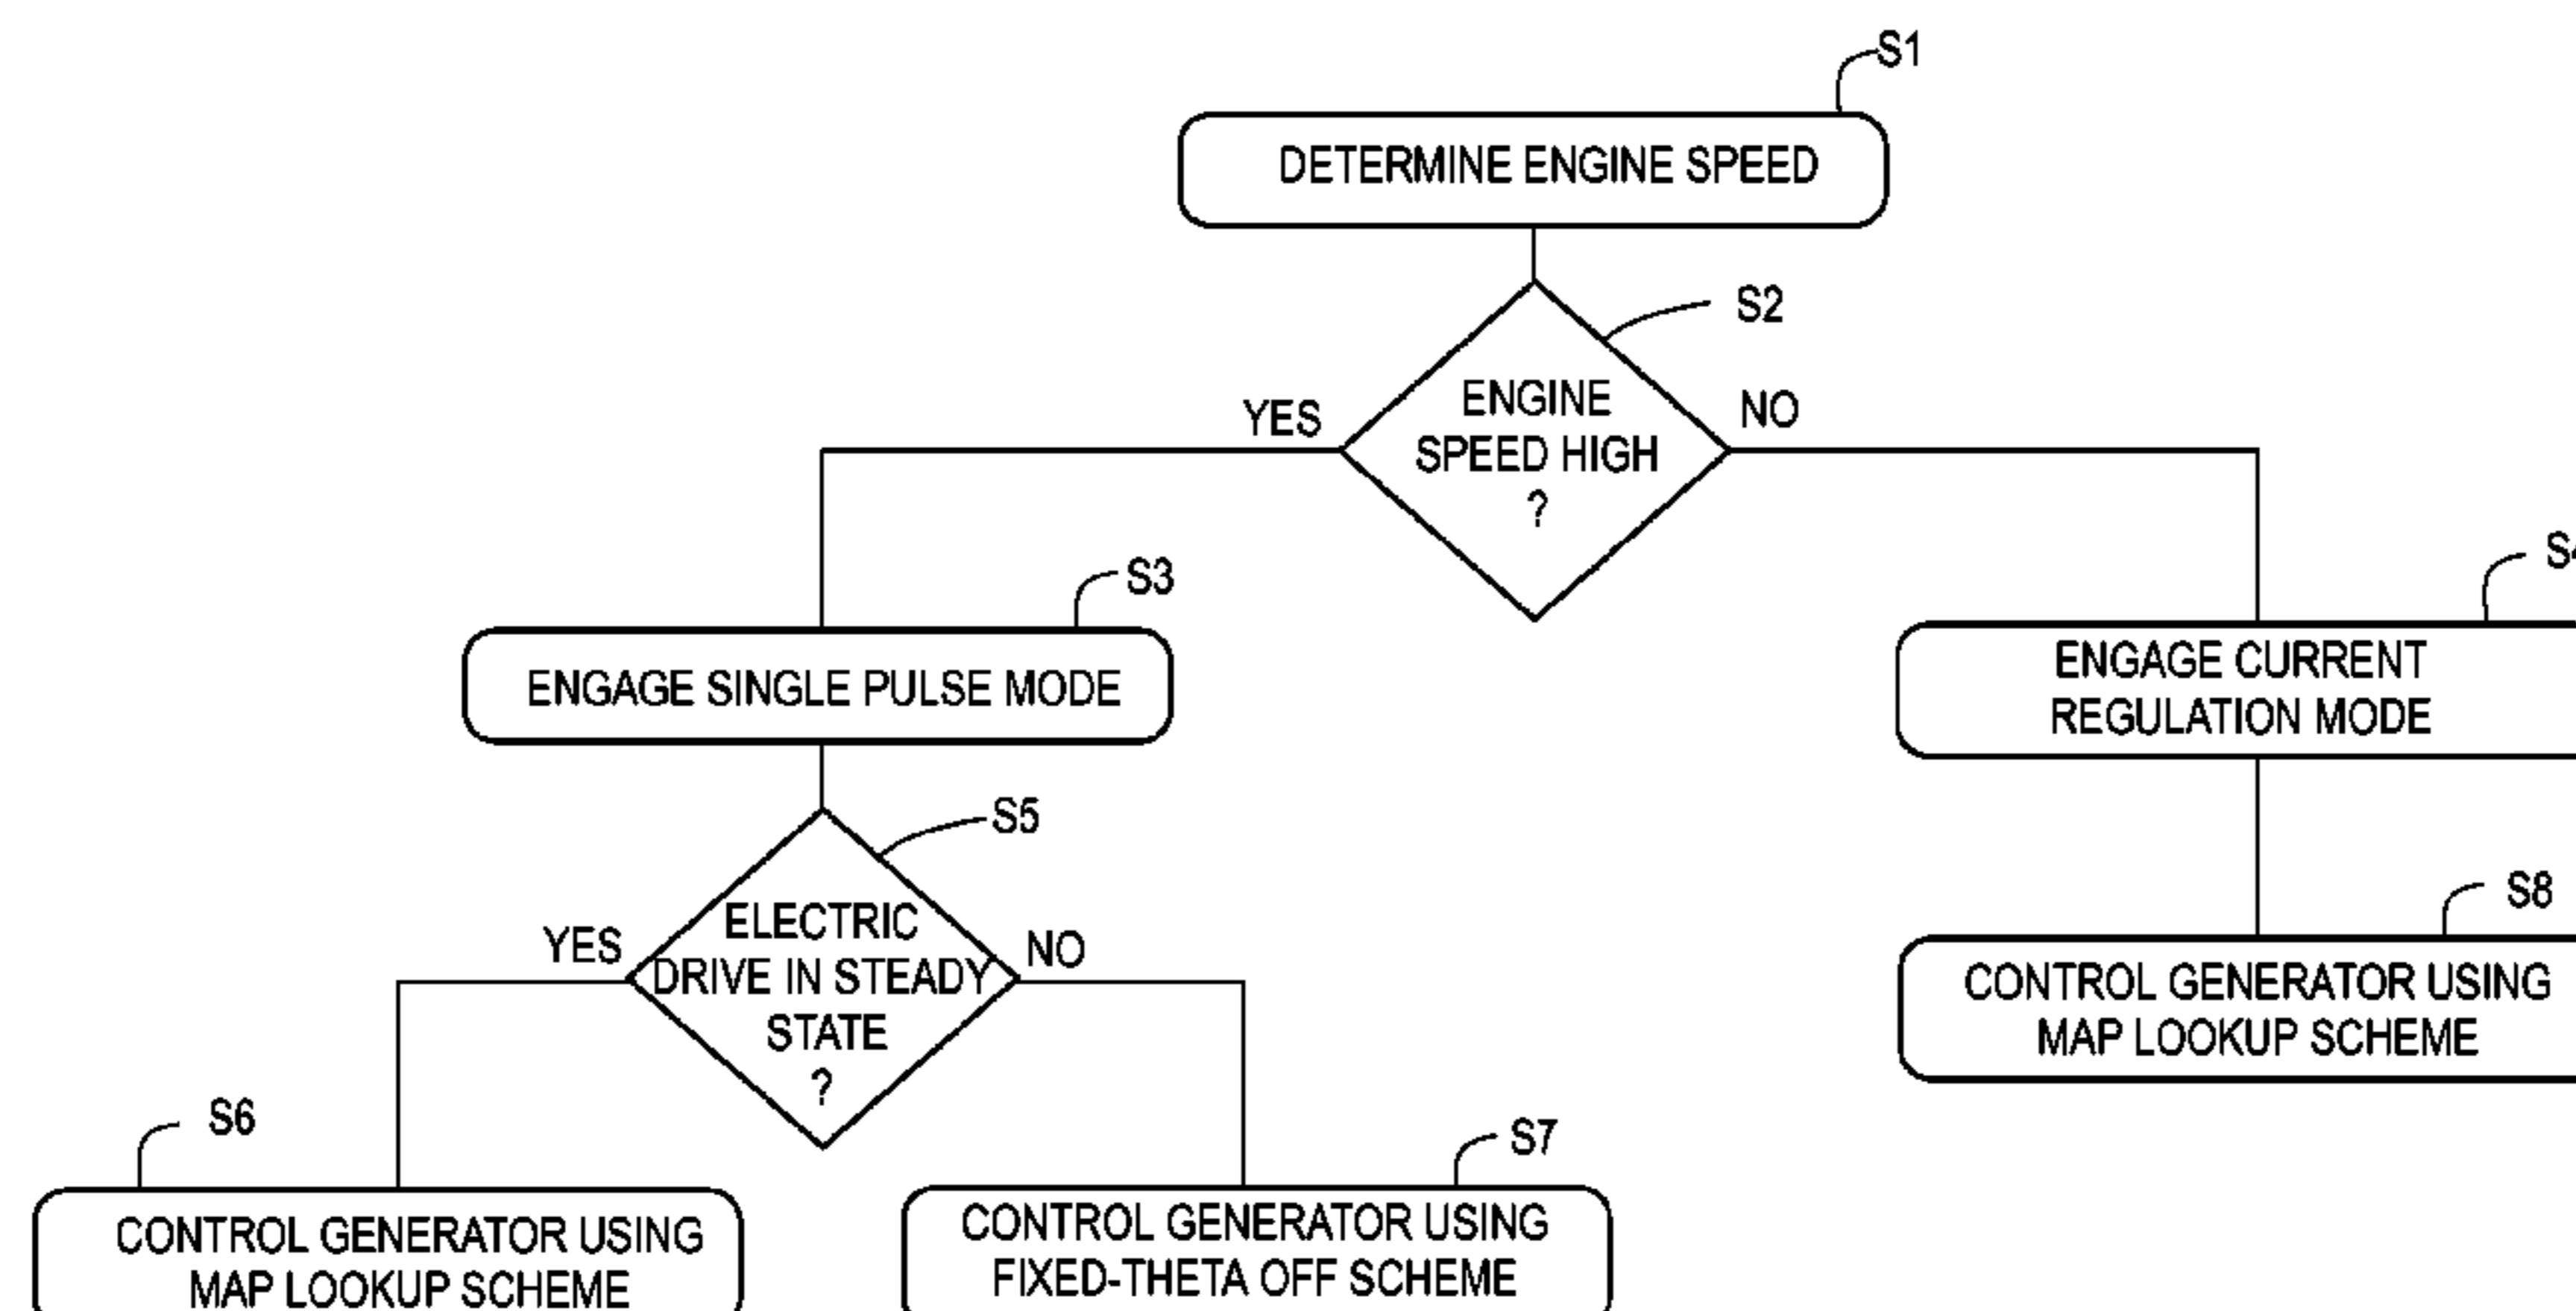 S1
DETERMINE ENGINE SPEED
S2
ENGINE
SPEED HIGH
?
YES
NO
S3
ENGAGE SINGLE PULSE MODE
S4
ENGAGE CURRENT
REGULATION MODE
S5
ELECTRIC
DRIVE IN STEADY
STATE
?
YES
NO
S8
CONTROL GENERATOR USING
MAP LOOKUP SCHEME
S6
CONTROL GENERATOR USING
MAP LOOKUP SCHEME
S7
CONTROL GENERATOR USING
FIXED-THETA OFF SCHEME